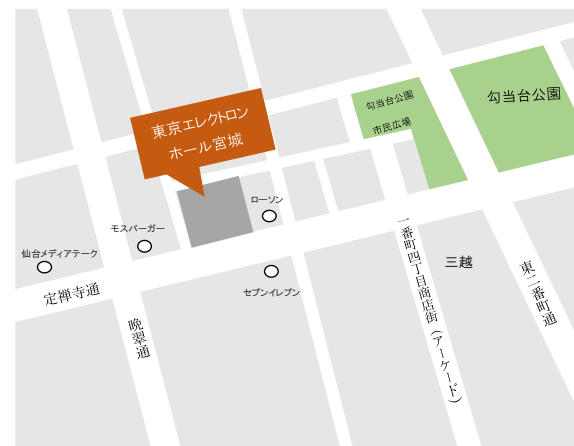 勾当台公園
勾当台公園
市民広場
東京エレクトロン
ホール宮城
ローソン
モスバーガー
仙台メディアテーク
三越
セブンイレブン
定禅寺通
晩翠通
一番町四丁目商店街(アーケード)
東二番町通